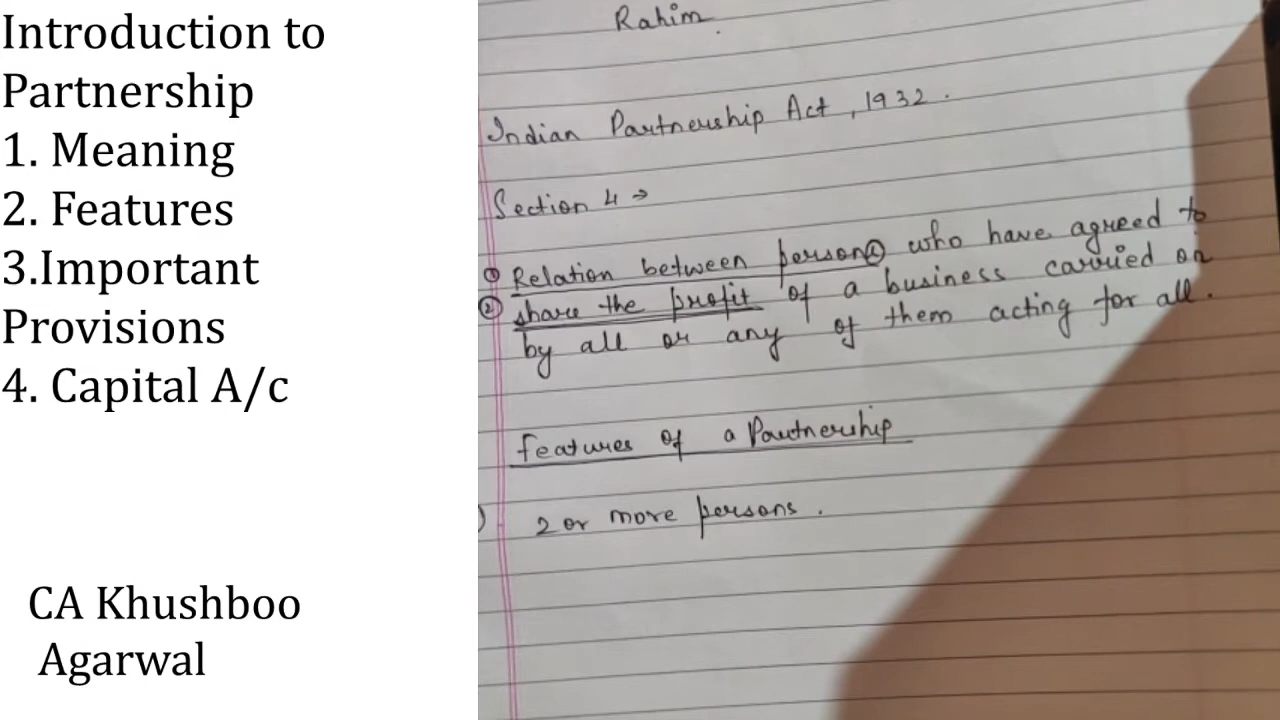 Introduction to
Partnership
1. Meaning
2. Features
3.Important
Provisions
4. Capital A/c
CA Khushboo
Agarwal
Rahim.
Indian Partnership Act, 1932.
Section 4 →
① Relation between persons who have agreed to
② share the profit of a business carried on
by all or any of them acting for all.
Features of a Partnership
) 2 or more persons.